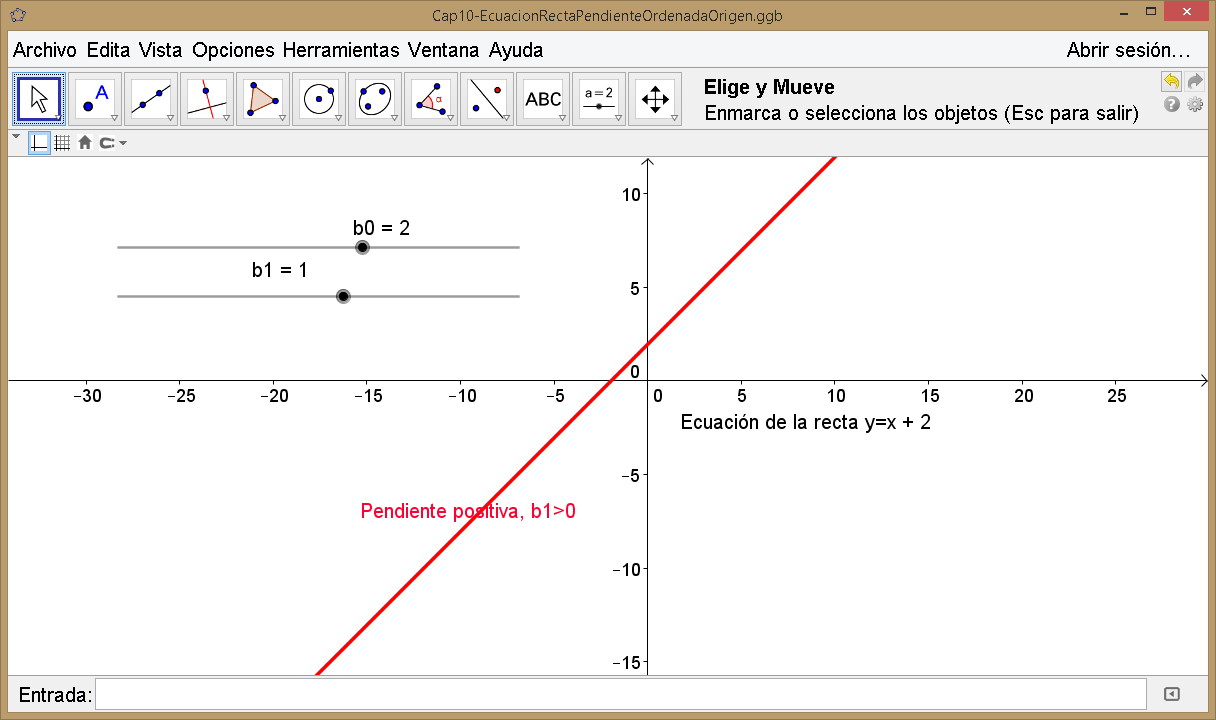 Cap10-EcuacionRectaPendienteOrdenadaOrigen.ggb
Archivo Edita Vista Opciones Herramientas Ventana Ayuda Abrir sesión...
A α ABC a=2
Elige y Mueve
Enmarca o selecciona los objetos (Esc para salir)
b0 = 2
b1 = 1
10
5
0
−30 −25 −20 −15 −10 −5 0 5 10 15 20 25
Ecuación de la recta y=x + 2
−5
Pendiente positiva, b1>0
−10
−15
Entrada: